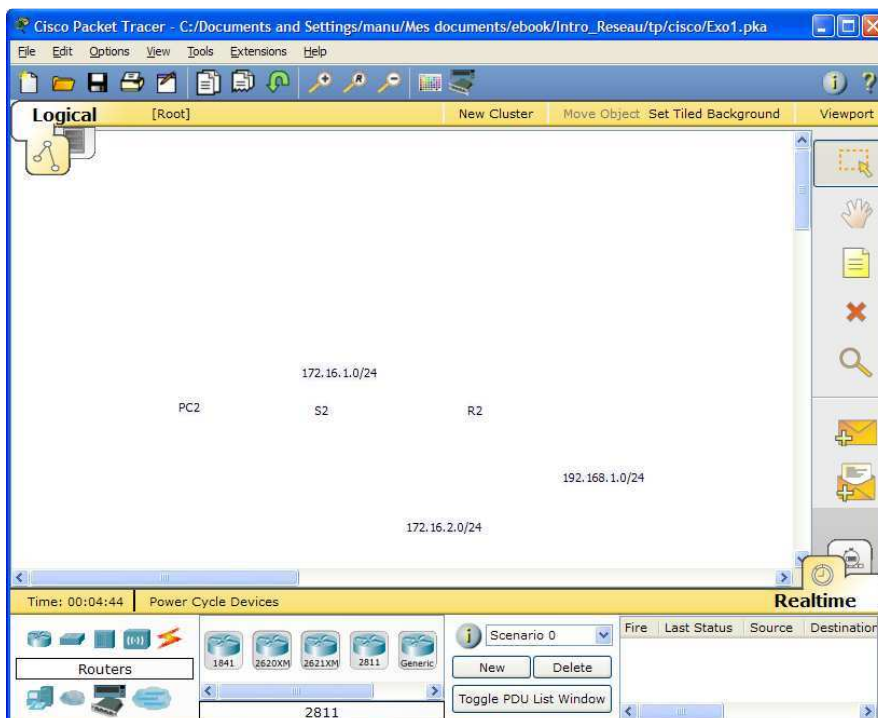 Cisco Packet Tracer - C:/Documents and Settings/manu/Mes documents/ebook/Intro_Reseau/tp/cisco/Exo1.pka
File Edit Options View Tools Extensions Help
Logical [Root] New Cluster Move Object Set Tiled Background Viewport
172.16.1.0/24
PC2 S2 R2
192.168.1.0/24
172.16.2.0/24
Time: 00:04:44 Power Cycle Devices Realtime
Routers
1841 2620XM 2621XM 2811 Generic
2811
Scenario 0
New Delete
Toggle PDU List Window
Fire Last Status Source Destination